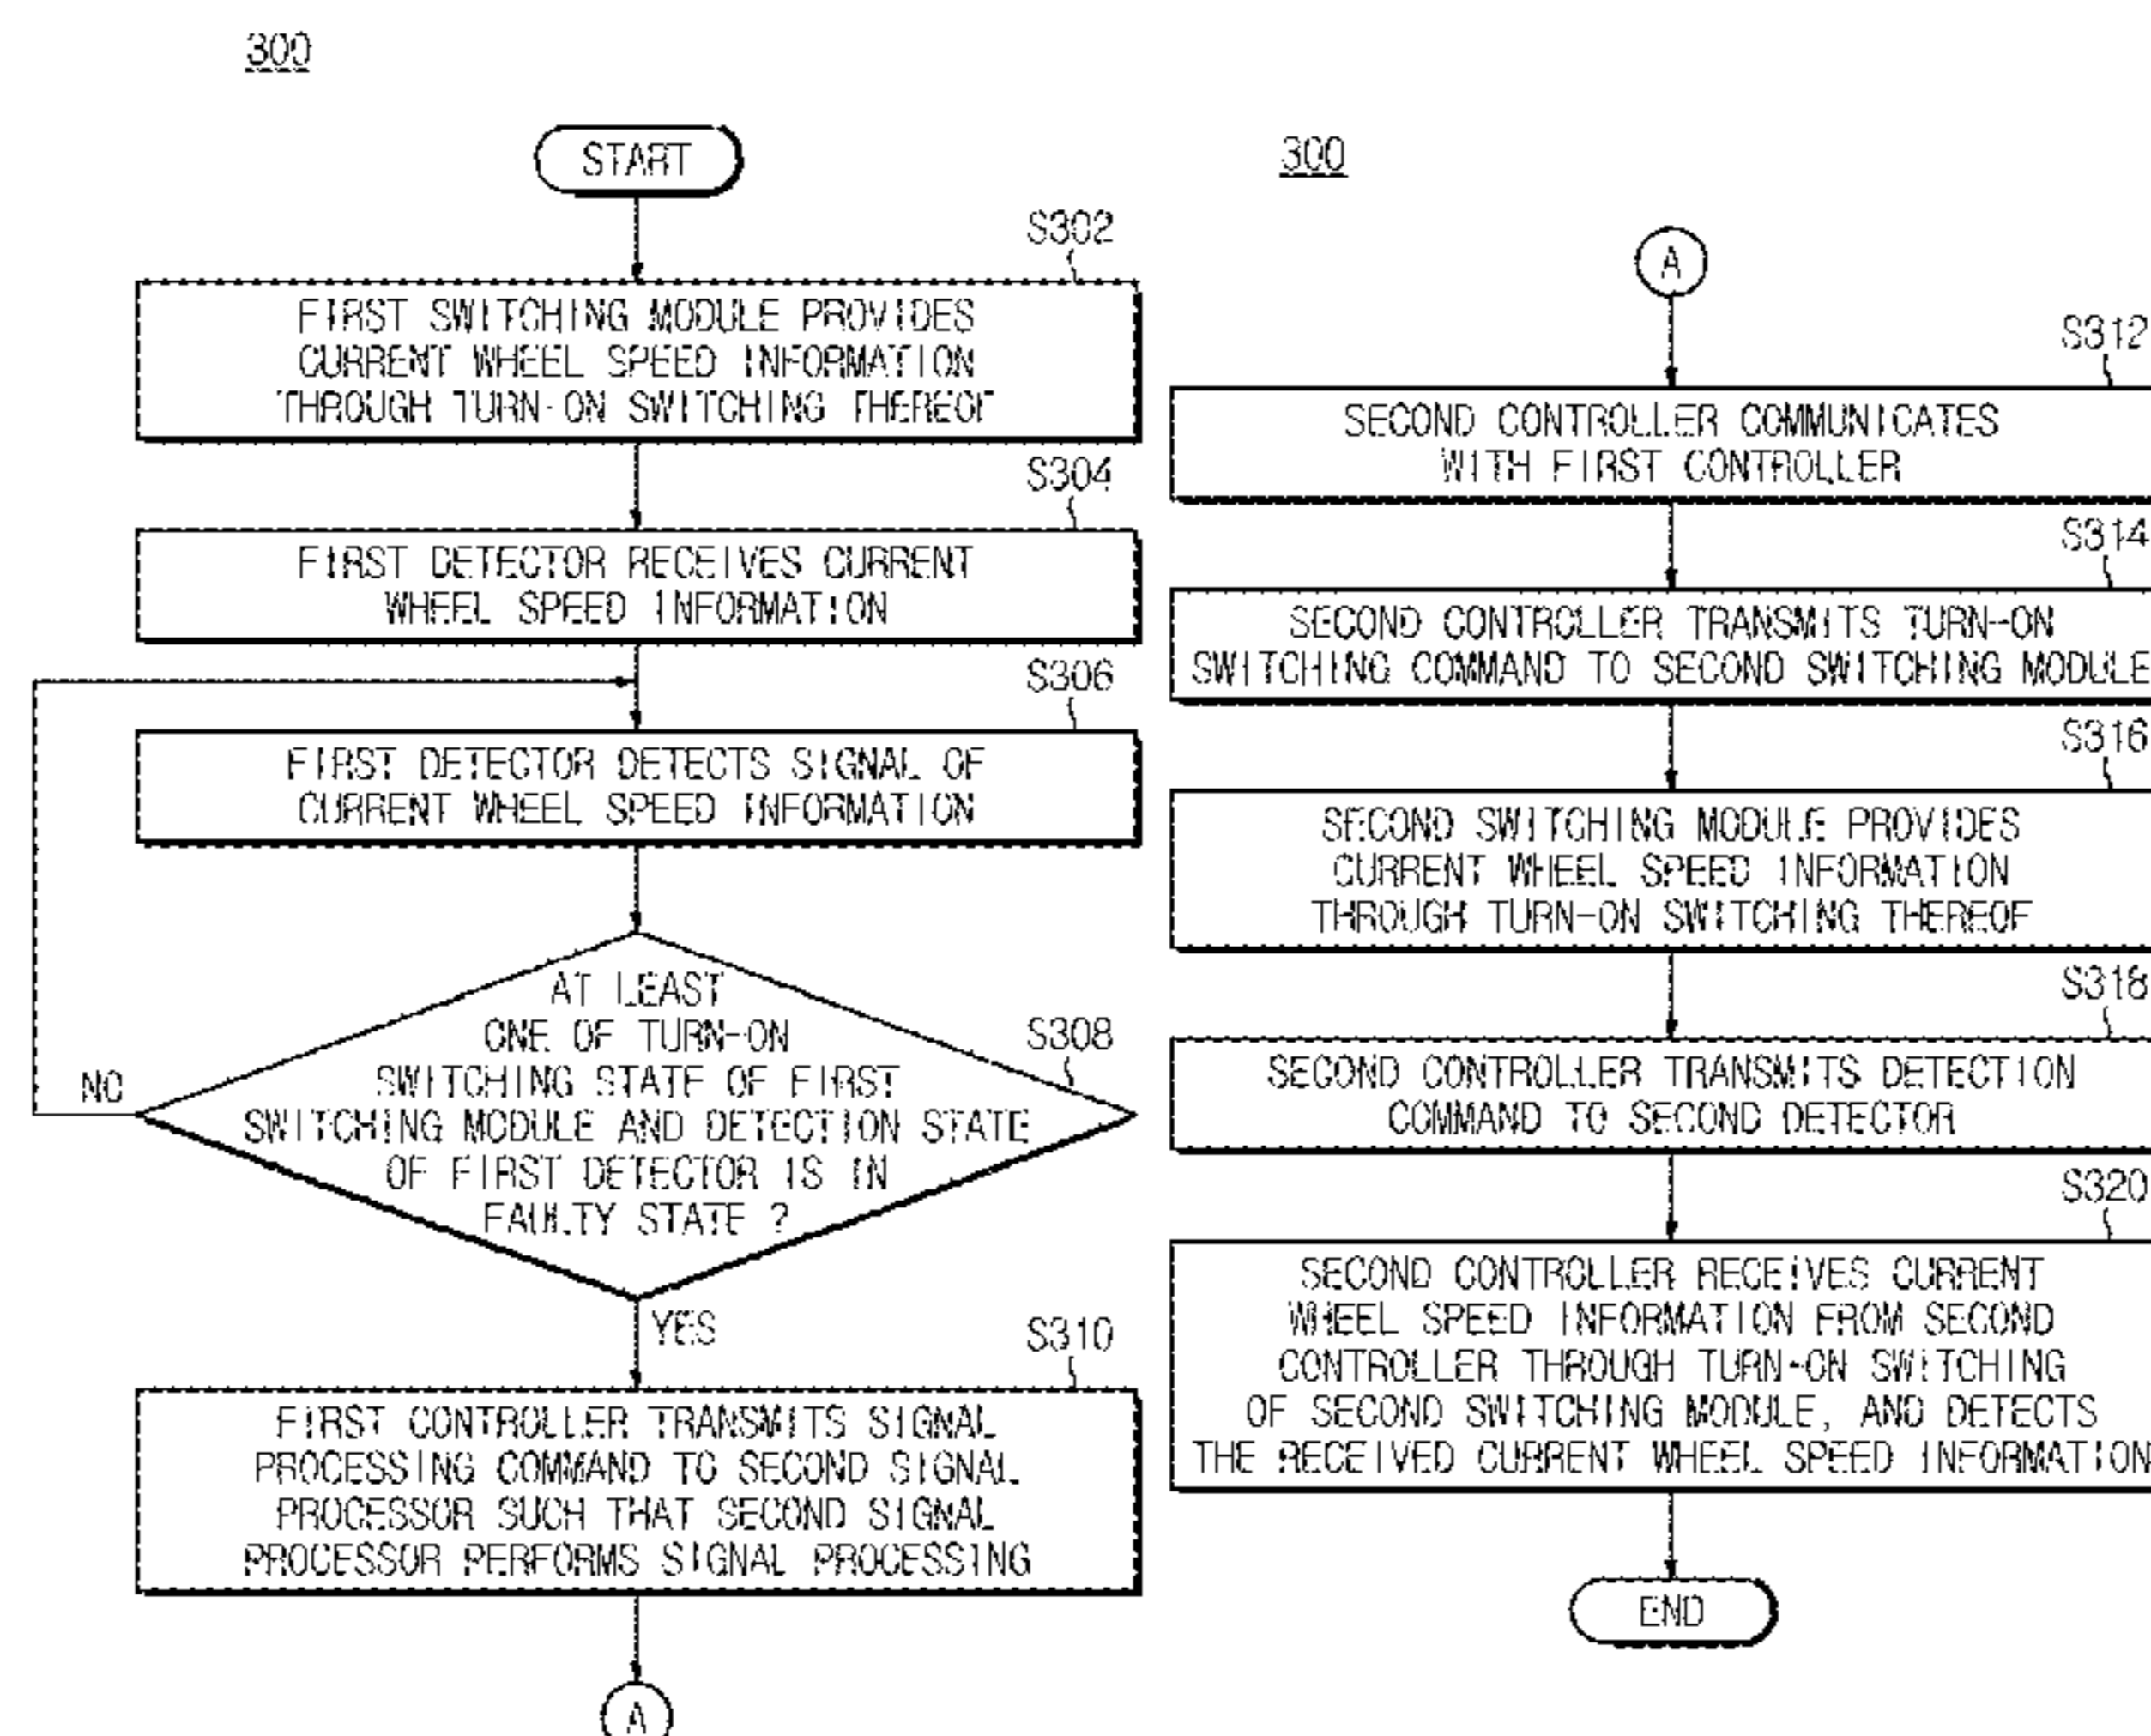 300
START
S302
FIRST SWITCHING MODULE PROVIDES
CURRENT WHEEL SPEED INFORMATION
THROUGH TURN-ON SWITCHING THEREOF
S304
FIRST DETECTOR RECEIVES CURRENT
WHEEL SPEED INFORMATION
S306
FIRST DETECTOR DETECTS SIGNAL OF
CURRENT WHEEL SPEED INFORMATION
S308
AT LEAST
ONE OF TURN-ON
SWITCHING STATE OF FIRST
SWITCHING MODULE AND DETECTION STATE
OF FIRST DETECTOR IS IN
FAULTY STATE ?
NO
YES
S310
FIRST CONTROLLER TRANSMITS SIGNAL
PROCESSING COMMAND TO SECOND SIGNAL
PROCESSOR SUCH THAT SECOND SIGNAL
PROCESSOR PERFORMS SIGNAL PROCESSING
A
300
A
S312
SECOND CONTROLLER COMMUNICATES
WITH FIRST CONTROLLER
S314
SECOND CONTROLLER TRANSMITS TURN-ON
SWITCHING COMMAND TO SECOND SWITCHING MODULE
S316
SECOND SWITCHING MODULE PROVIDES
CURRENT WHEEL SPEED INFORMATION
THROUGH TURN-ON SWITCHING THEREOF
S318
SECOND CONTROLLER TRANSMITS DETECTION
COMMAND TO SECOND DETECTOR
S320
SECOND CONTROLLER RECEIVES CURRENT
WHEEL SPEED INFORMATION FROM SECOND
CONTROLLER THROUGH TURN-ON SWITCHING
OF SECOND SWITCHING MODULE, AND DETECTS
THE RECEIVED CURRENT WHEEL SPEED INFORMATION
END